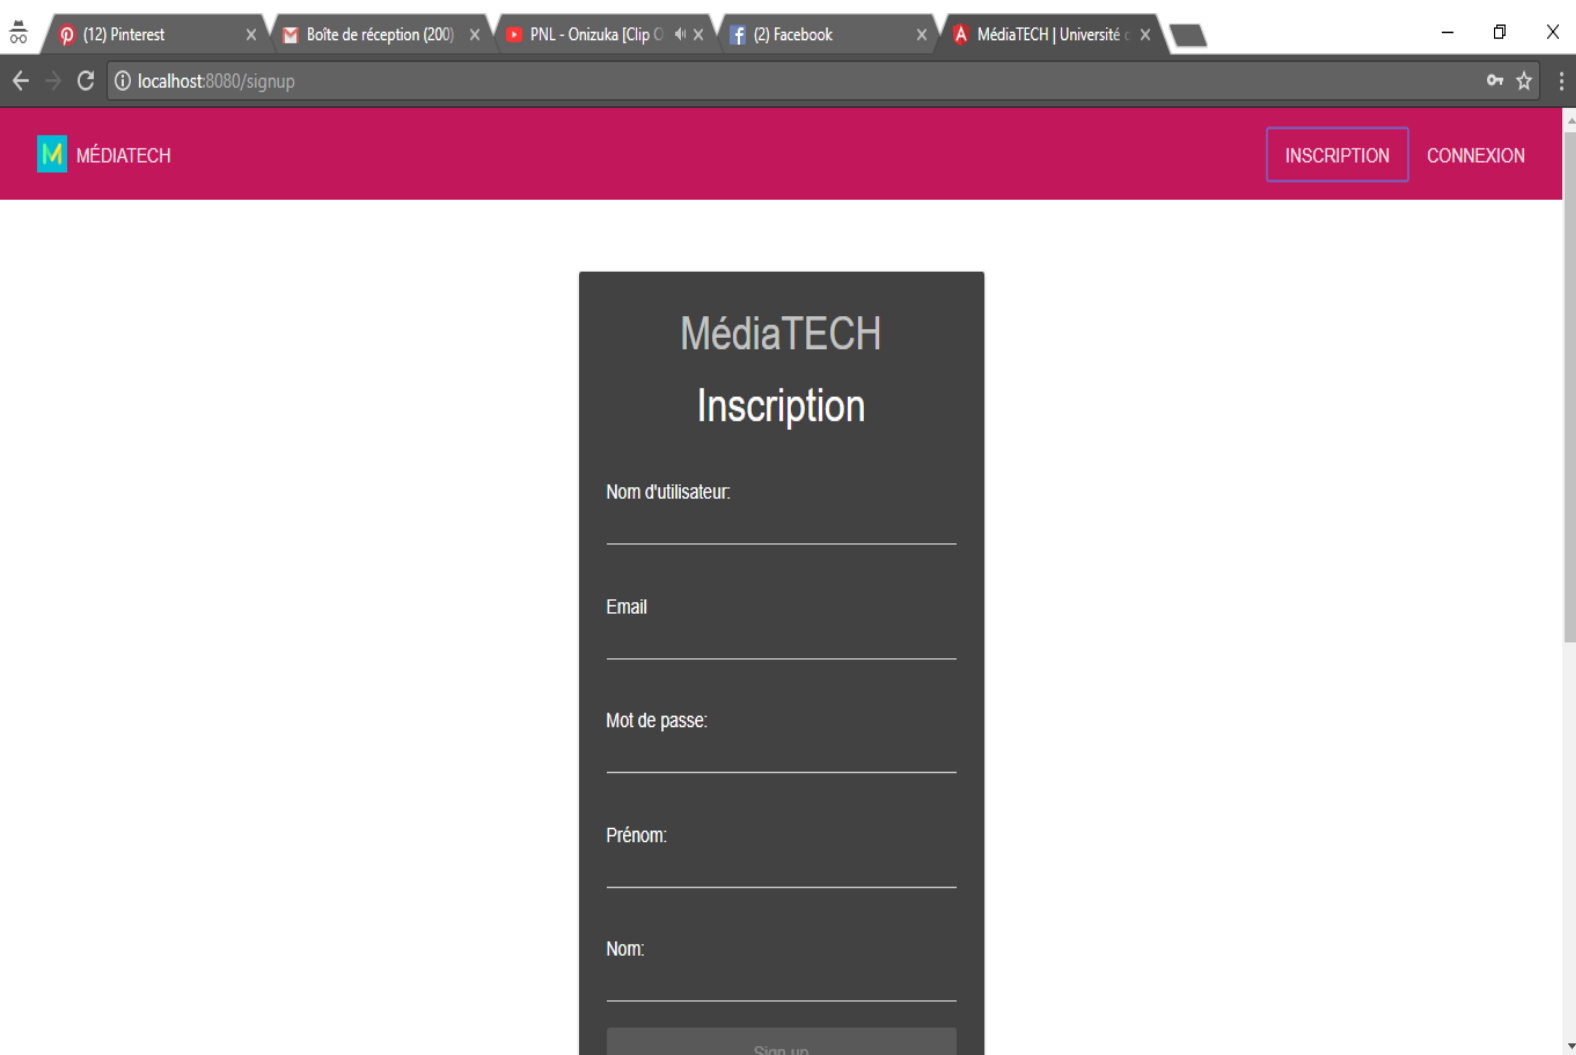 (12) Pinterest
Boîte de réception (200)
PNL - Onizuka [Clip O
(2) Facebook
MédiaTECH | Université
localhost:8080/signup
MÉDIATECH
INSCRIPTION
CONNEXION
MédiaTECH
Inscription
Nom d'utilisateur:
Email
Mot de passe:
Prénom:
Nom:
Sign up